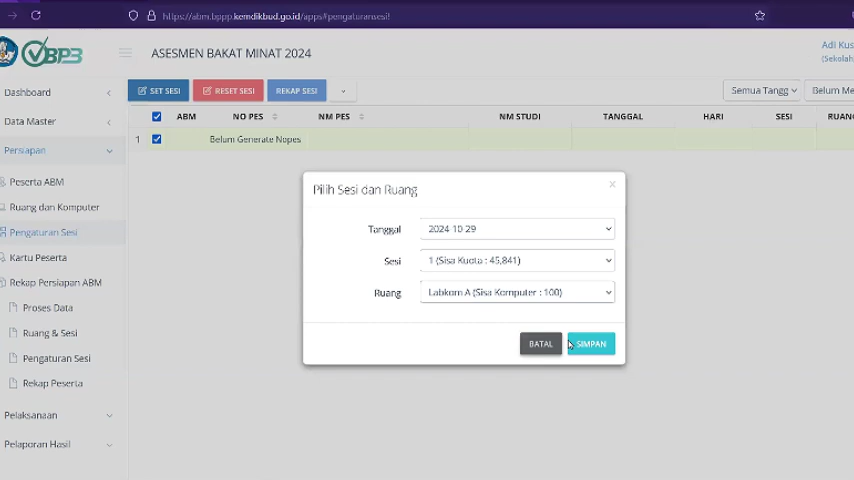 https://abm.bppp.kemdikbud.go.id/apps#pengaturansesi!
VBPB
ASESMEN BAKAT MINAT 2024
Adi Kus
(Sekolah
Dashboard
Data Master
Persiapan
Peserta ABM
Ruang dan Komputer
Pengaturan Sesi
Kartu Peserta
Rekap Persiapan ABM
Proses Data
Ruang & Sesi
Pengaturan Sesi
Rekap Peserta
Pelaksanaan
Pelaporan Hasil
SET SESI RESET SESI REKAP SESI Semua Tangg Belum Me
ABM NO PES NM PES NM STUDI TANGGAL HARI SESI RUANG
1 Belum Generate Nopes
Pilih Sesi dan Ruang ×
Tanggal 2024-10-29
Sesi 1 (Sisa Kuota : 45,841)
Ruang Labkom A (Sisa Komputer : 100)
BATAL SIMPAN